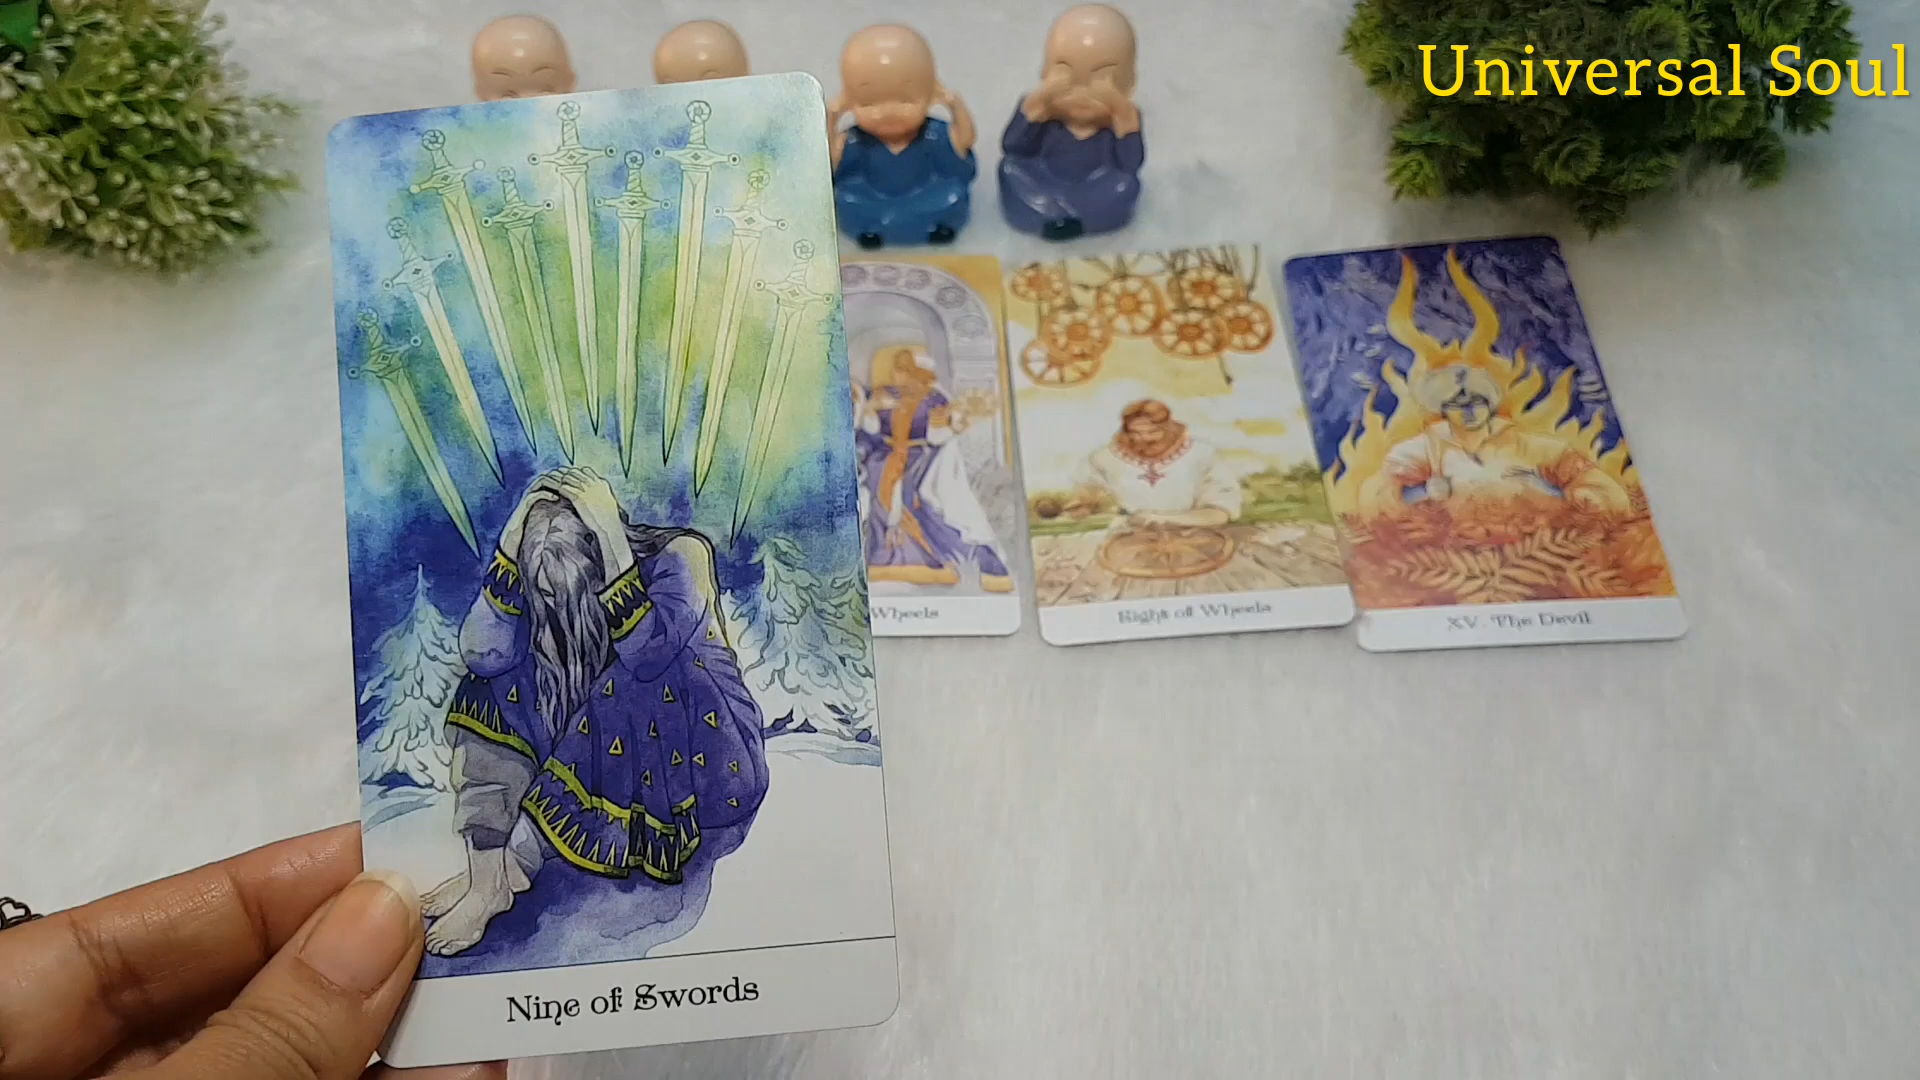 Universal Soul
Wheels
Eight of Wheels
XV. The Devil
Nine of Swords